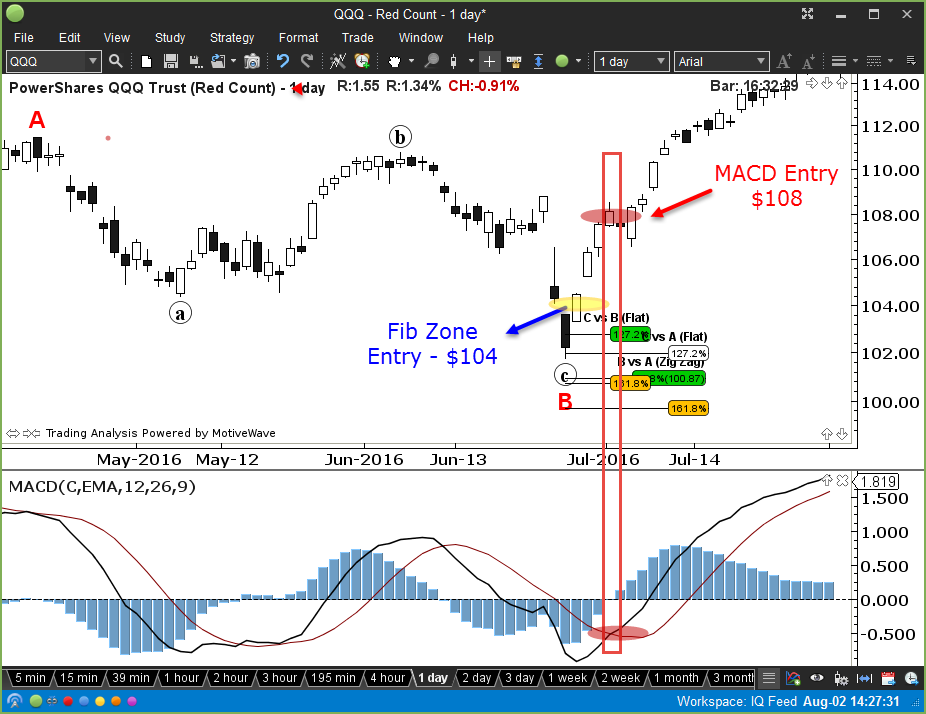 QQQ - Red Count - 1 day*
File Edit View Study Strategy Format Trade Window Help
QQQ 1 day Arial
PowerShares QQQ Trust (Red Count) - 1 day R:1.55 R:1.34% CH:-0.91% Bar: 16:32:29
114.00
A
b
112.00
110.00
MACD Entry
$108
108.00
106.00
a
104.00
C vs B (Flat)
Fib Zone
Entry - $104
127.2%
vs A (Flat)
127.2%
102.00
B vs A (Zig Zag)
c
161.8%
8%(100.87)
B
161.8%
100.00
Trading Analysis Powered by MotiveWave
May-2016 May-12 Jun-2016 Jun-13 Jul-2016 Jul-14
MACD(C,EMA,12,26,9)
1.819
1.500
1.000
0.500
0.000
-0.500
5 min 15 min 39 min 1 hour 2 hour 3 hour 195 min 4 hour 1 day 2 day 3 day 1 week 2 week 1 month 3 mont
Workspace: IQ Feed Aug-02 14:27:31